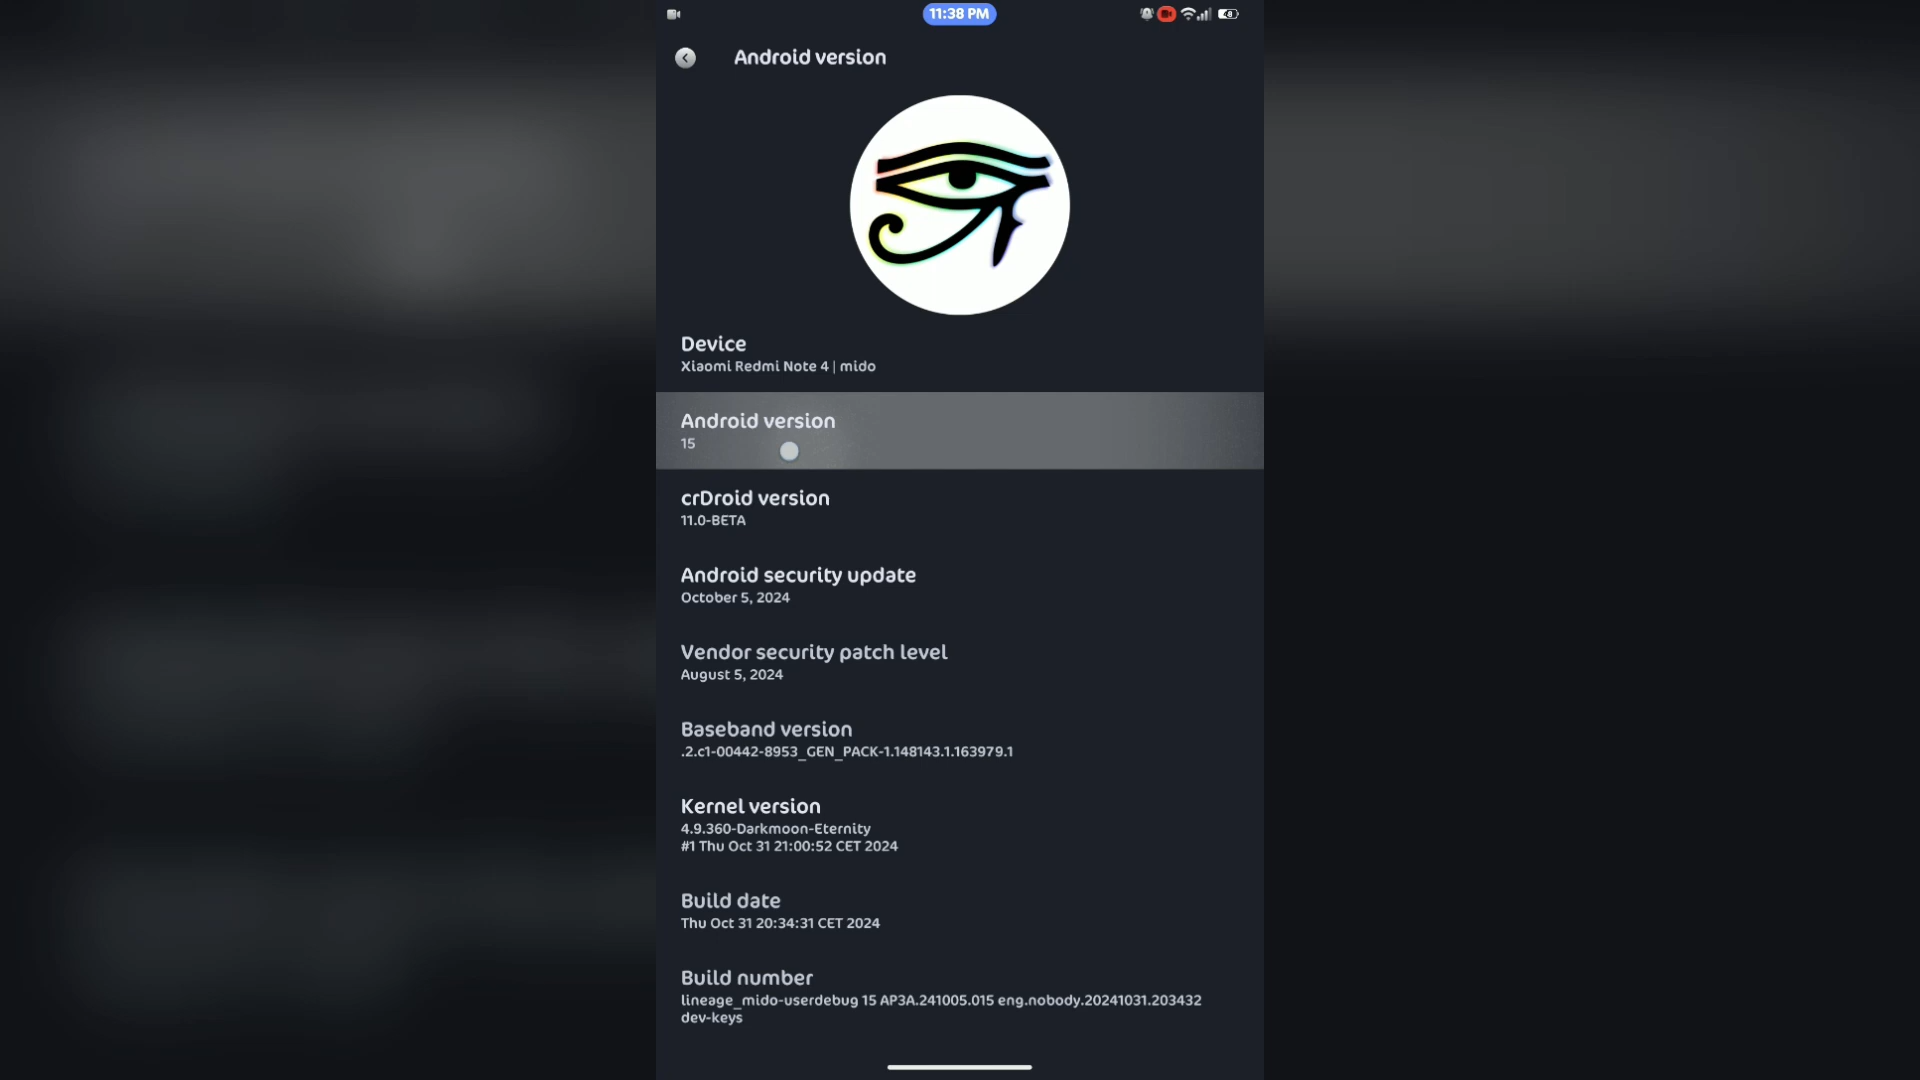 11:38 PM
Android version
Device
Xiaomi Redmi Note 4 | mido
Android version
15
crDroid version
11.0-BETA
Android security update
October 5, 2024
Vendor security patch level
August 5, 2024
Baseband version
.2.c1-00442-8953_GEN_PACK-1.148143.1.163979.1
Kernel version
4.9.360-Darkmoon-Eternity
#1 Thu Oct 31 21:00:52 CET 2024
Build date
Thu Oct 31 20:34:31 CET 2024
Build number
lineage_mido-userdebug 15 AP3A.241005.015 eng.nobody.20241031.203432
dev-keys